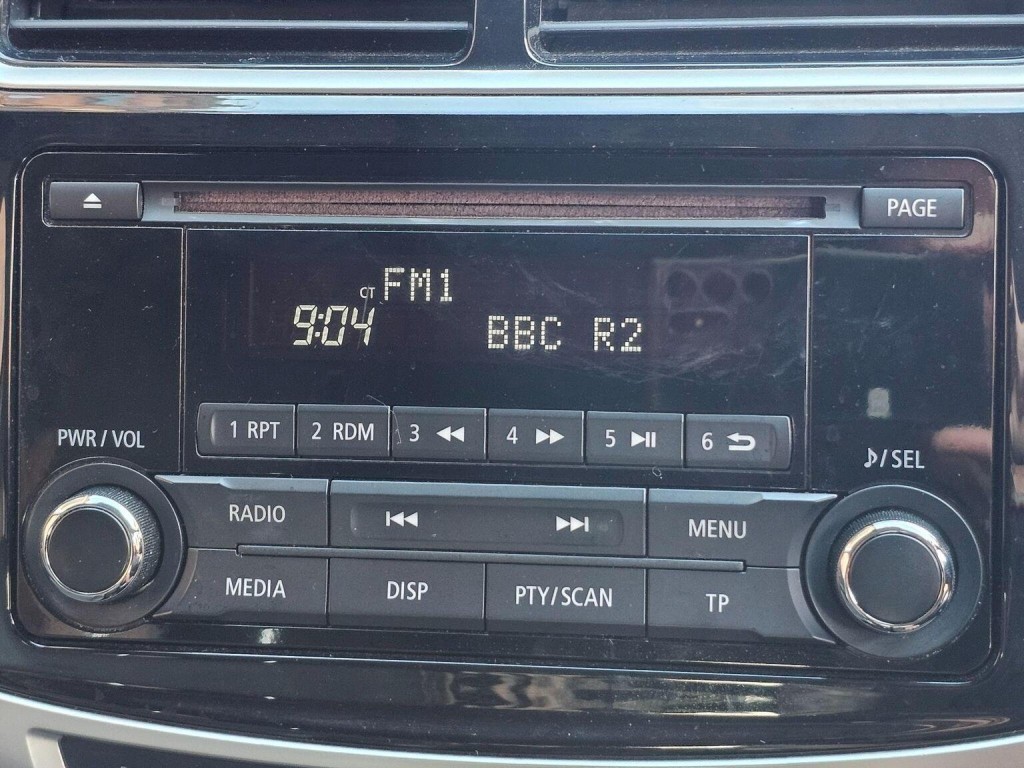 PAGE
CT FM1
9:04 BBC R2
1 RPT 2 RDM 3 4 5 6
PWR / VOL
♪/ SEL
RADIO MENU
MEDIA DISP PTY/SCAN TP